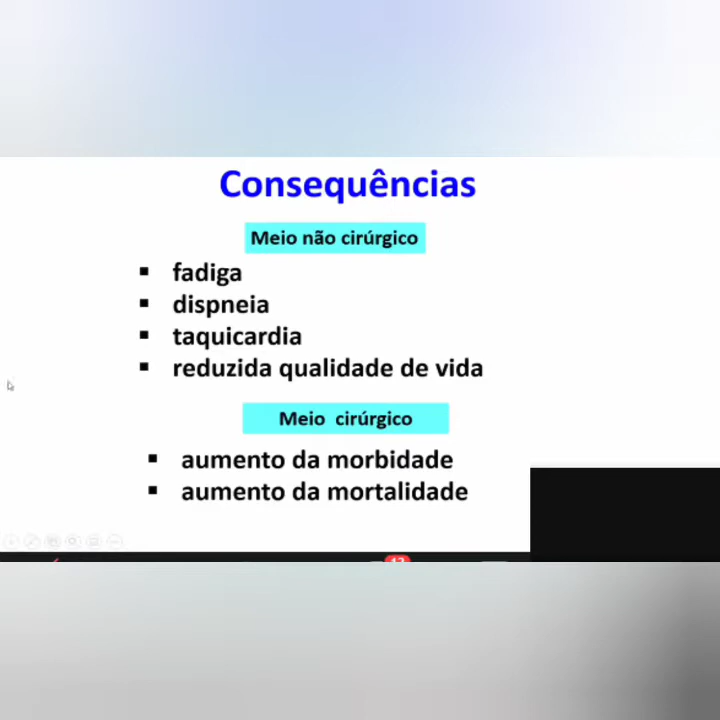 Consequências
Meio não cirúrgico
fadiga
dispneia
taquicardia
reduzida qualidade de vida
Meio cirúrgico
aumento da morbidade
aumento da mortalidade